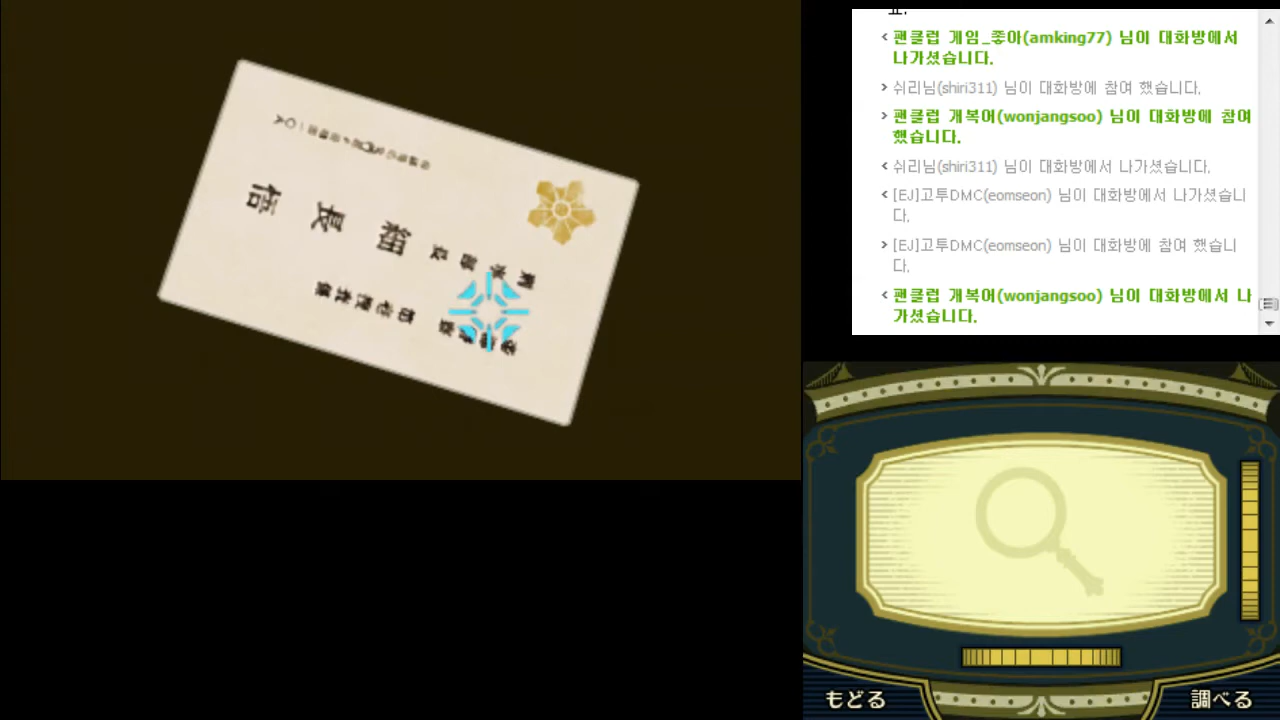 요.
< 팬클럽 게임_좋아(amking77) 님이 대화방에서
나가셨습니다.
> 쉬리님(shiri311) 님이 대화방에 참여 했습니다.
> 팬클럽 개복어(wonjangsoo) 님이 대화방에 참여
했습니다.
< 쉬리님(shiri311) 님이 대화방에서 나가셨습니다.
< [EJ]고투DMC(eomseon) 님이 대화방에서 나가셨습니
다.
> [EJ]고투DMC(eomseon) 님이 대화방에 참여 했습니
다.
< 팬클럽 개복어(wonjangsoo) 님이 대화방에서 나
가셨습니다.
細長悟
もどる
調べる